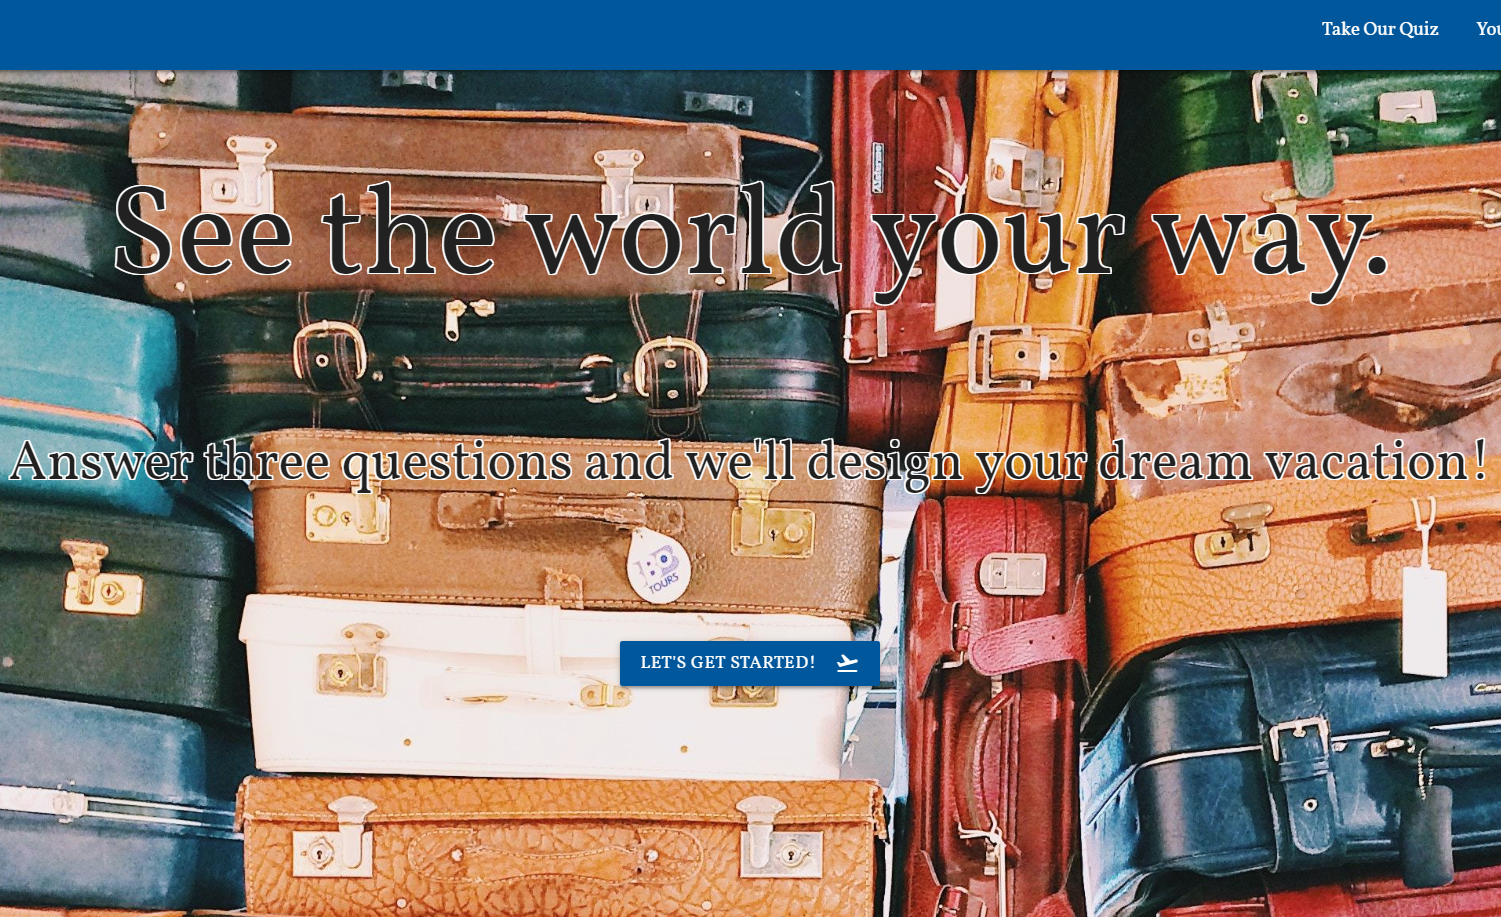 Take Our Quiz
You
See the world your way.
Answer three questions and we'll design your dream vacation!
TOURS
LET'S GET STARTED!